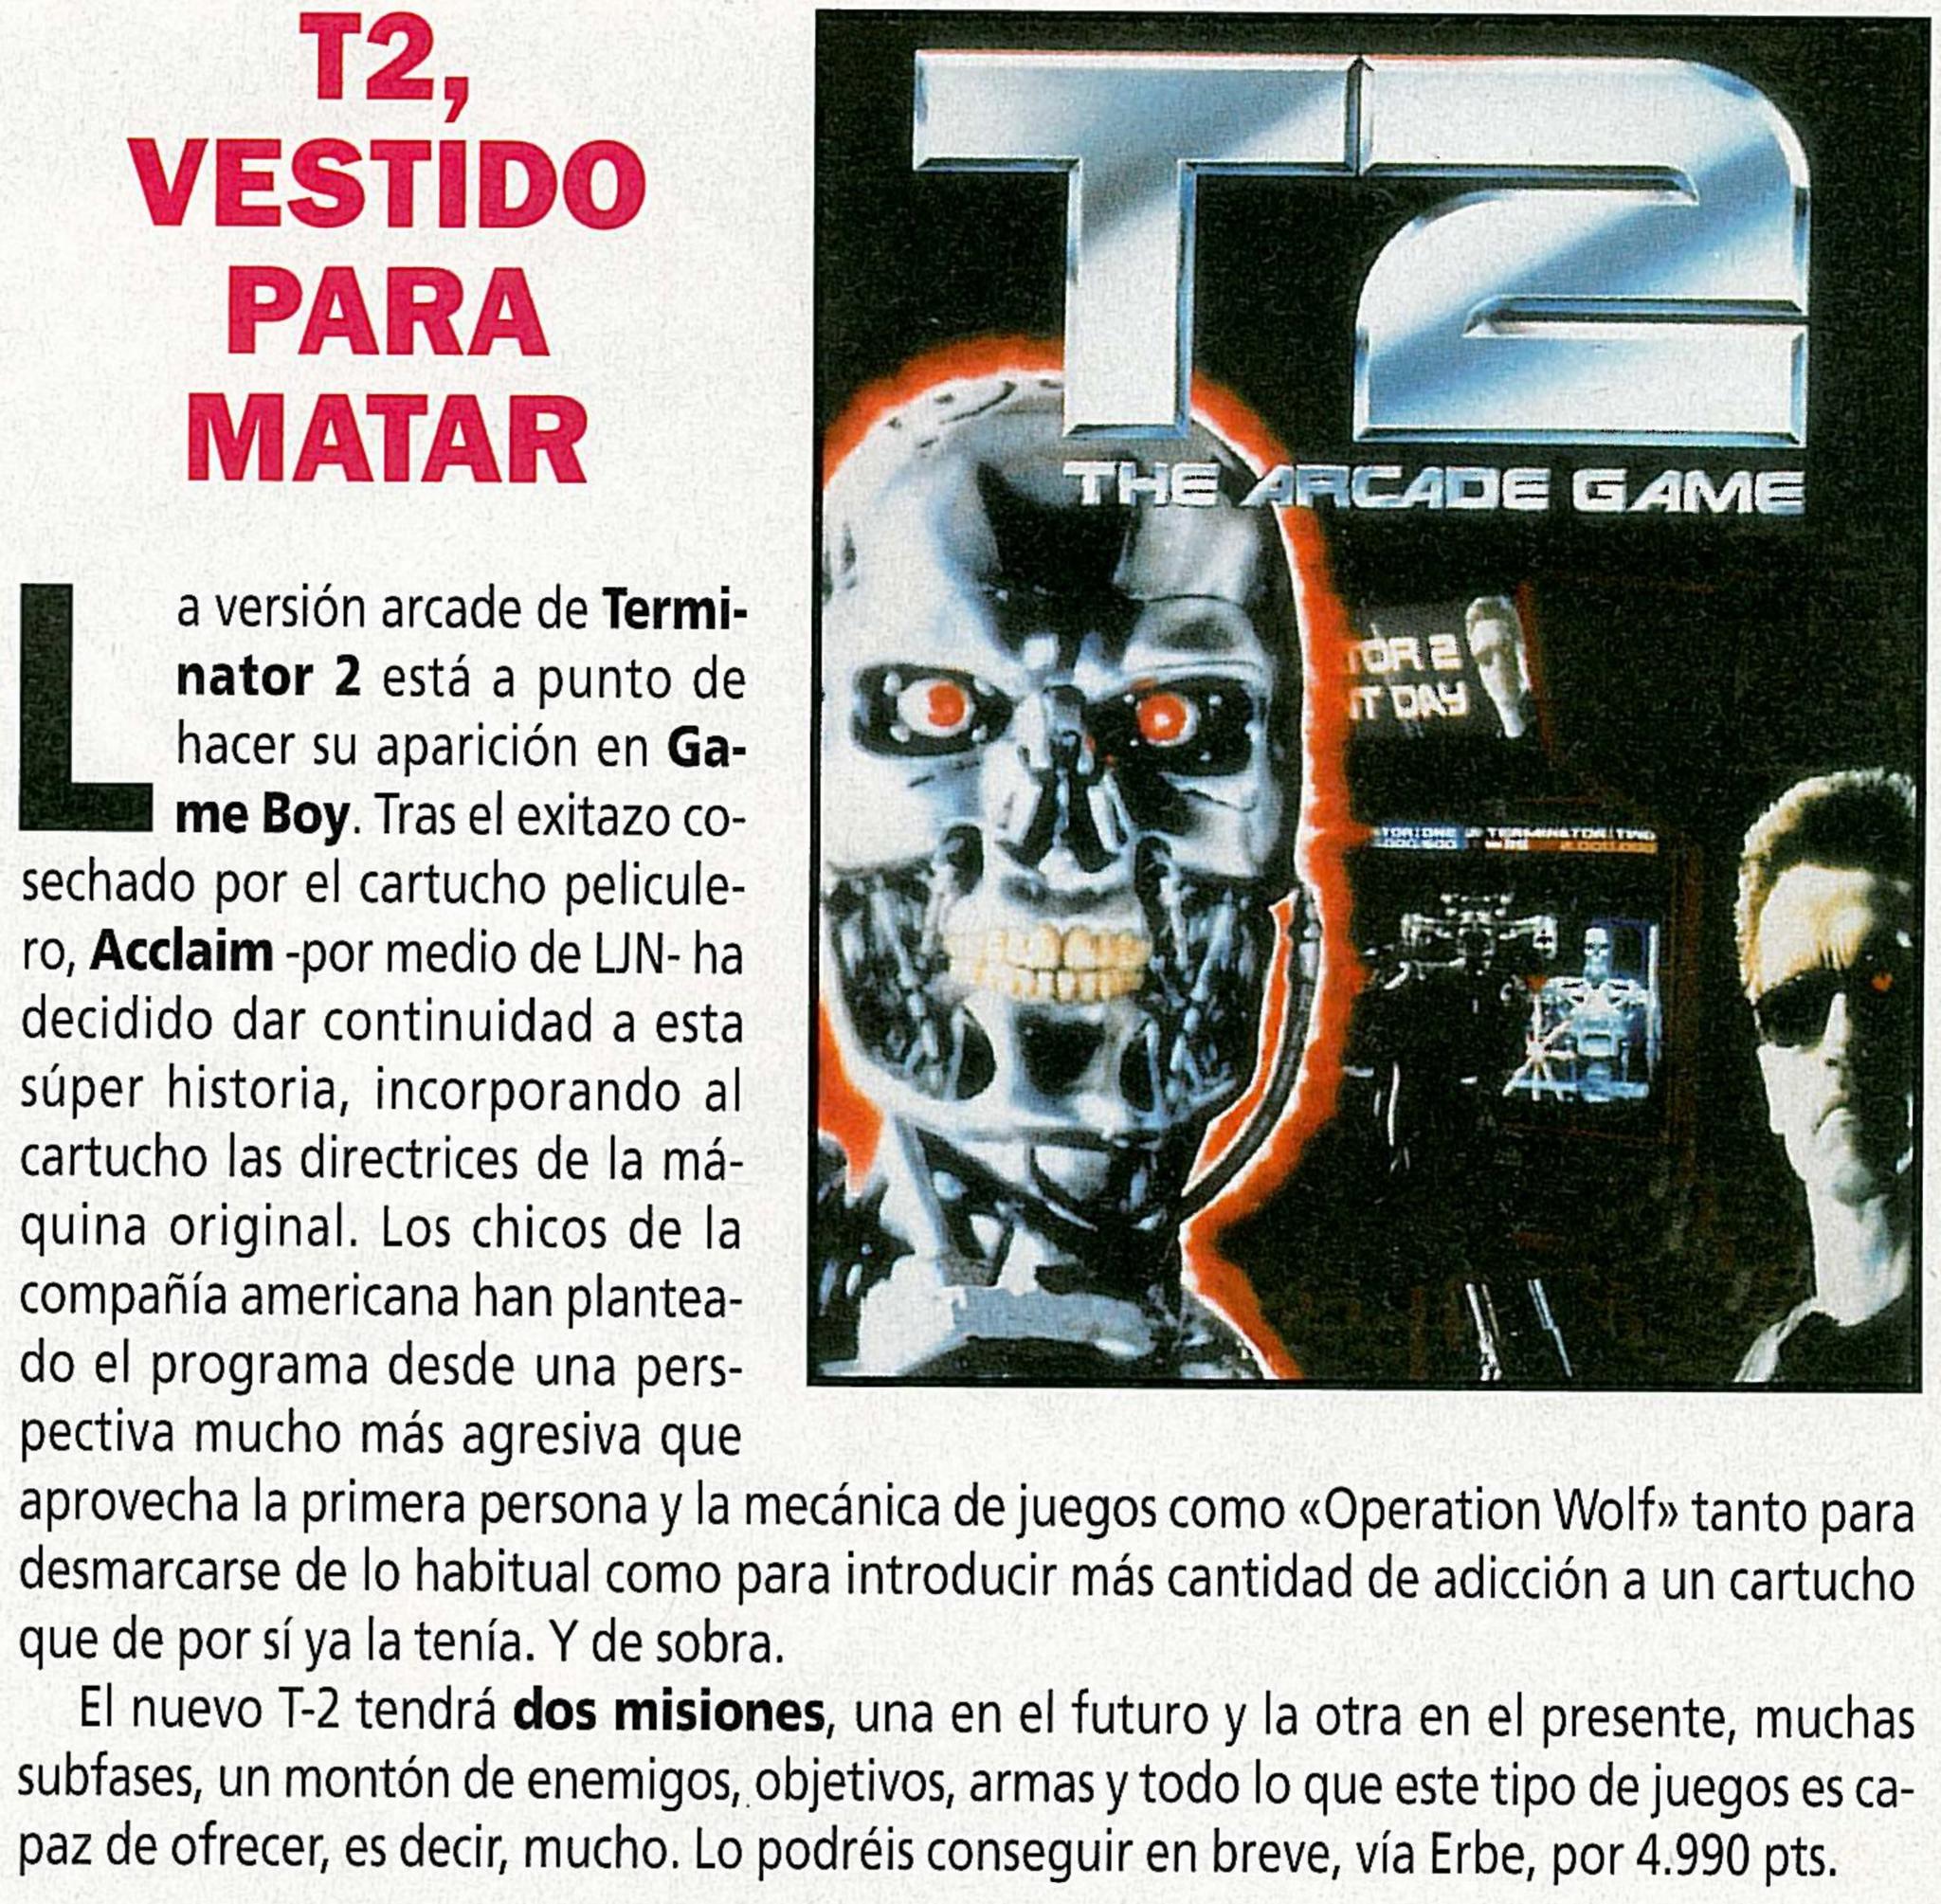 T2,
VESTIDO
PARA
MATAR
La versión arcade de Termi-
nator 2 está a punto de
hacer su aparición en Ga-
me Boy. Tras el exitazo co-
sechado por el cartucho pelicule-
ro, Acclaim -por medio de LJN- ha
decidido dar continuidad a esta
súper historia, incorporando al
cartucho las directrices de la má-
quina original. Los chicos de la
compañía americana han plantea-
do el programa desde una pers-
pectiva mucho más agresiva que
aprovecha la primera persona y la mecánica de juegos como «Operation Wolf» tanto para
desmarcarse de lo habitual como para introducir más cantidad de adicción a un cartucho
que de por sí ya la tenía. Y de sobra.
El nuevo T-2 tendrá dos misiones, una en el futuro y la otra en el presente, muchas
subfases, un montón de enemigos, objetivos, armas y todo lo que este tipo de juegos es ca-
paz de ofrecer, es decir, mucho. Lo podréis conseguir en breve, vía Erbe, por 4.990 pts.
T2
THE ARCADE GAME
TOR 2
IT DAY
TERMINATOR TWO